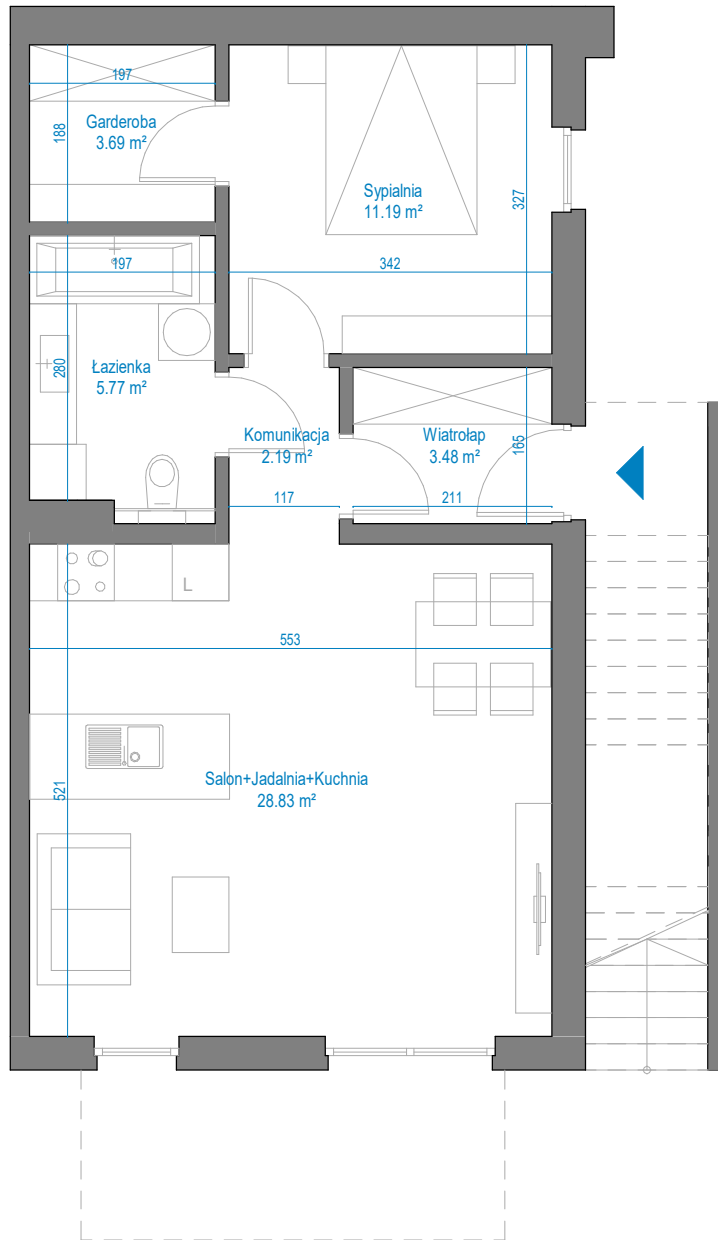 197
Garderoba
3.69 m²
188
Sypialnia
11.19 m²
327
197
342
Łazienka
5.77 m²
280
Komunikacja
2.19 m²
117
Wiatrołap
3.48 m²
165
211
L
553
Salon+Jadalnia+Kuchnia
28.83 m²
521